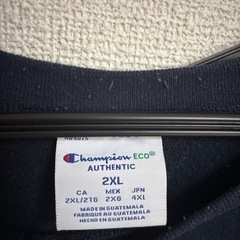 Champion ECO®
AUTHENTIC
2XL
CA MEX JPN
2XL/2TG 2XG 4XL
MADE IN GUATEMALA
FABRIQUE AU GUATEMALA
HECHO EN GUATEMALA